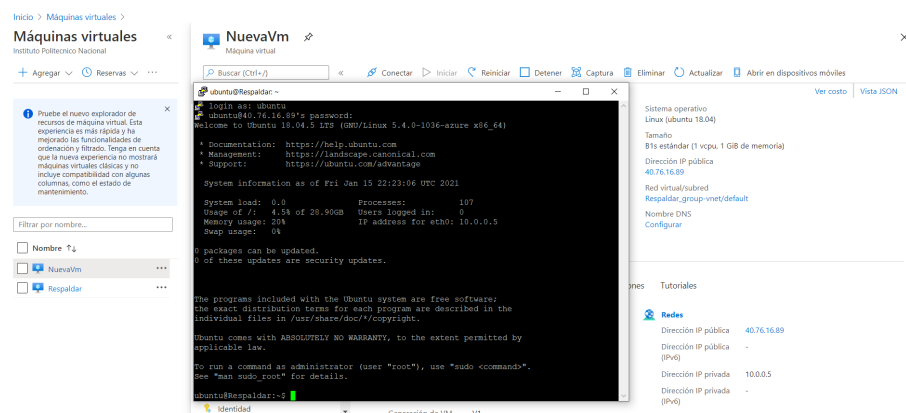 Inicio > Máquinas virtuales >
Máquinas virtuales «
Instituto Politecnico Nacional
+ Agregar Reservas ...
Pruebe el nuevo explorador de
recursos de máquina virtual. Esta
experiencia es más rápida y ha
mejorado las funcionalidades de
ordenación y filtrado. Tenga en cuenta
que la nueva experiencia no mostrará
máquinas virtuales clásicas y no
incluye compatibilidad con algunas
columnas, como el estado de
mantenimiento.
Filtrar por nombre...
Nombre ↑↓
NuevaVm ...
Respaldar ...
NuevaVm
Máquina virtual
Buscar (Ctrl+/) «
Conectar Iniciar Reiniciar Detener Captura Eliminar Actualizar Abrir en dispositivos móviles
Ver costo Vista JSON
ubuntu@Respaldar: ~
login as: ubuntu
ubuntu@40.76.16.89's password:
Welcome to Ubuntu 18.04.5 LTS (GNU/Linux 5.4.0-1036-azure x86_64)
* Documentation: https://help.ubuntu.com
* Management: https://landscape.canonical.com
* Support: https://ubuntu.com/advantage
System information as of Fri Jan 15 22:23:06 UTC 2021
System load: 0.0 Processes: 107
Usage of /: 4.5% of 28.90GB Users logged in: 0
Memory usage: 20% IP address for eth0: 10.0.0.5
Swap usage: 0%
0 packages can be updated.
0 of these updates are security updates.
The programs included with the Ubuntu system are free software;
the exact distribution terms for each program are described in the
individual files in /usr/share/doc/*/copyright.
Ubuntu comes with ABSOLUTELY NO WARRANTY, to the extent permitted by
applicable law.
To run a command as administrator (user "root"), use "sudo <command>".
See "man sudo_root" for details.
ubuntu@Respaldar:~$
Identidad
Sistema operativo
Linux (ubuntu 18.04)
Tamaño
B1s estándar (1 vcpu, 1 GiB de memoria)
Dirección IP pública
40.76.16.89
Red virtual/subred
Respaldar_group-vnet/default
Nombre DNS
Configurar
ones Tutoriales
Redes
Dirección IP pública 40.76.16.89
Dirección IP pública -
(IPv6)
Dirección IP privada 10.0.0.5
Dirección IP privada -
(IPv6)